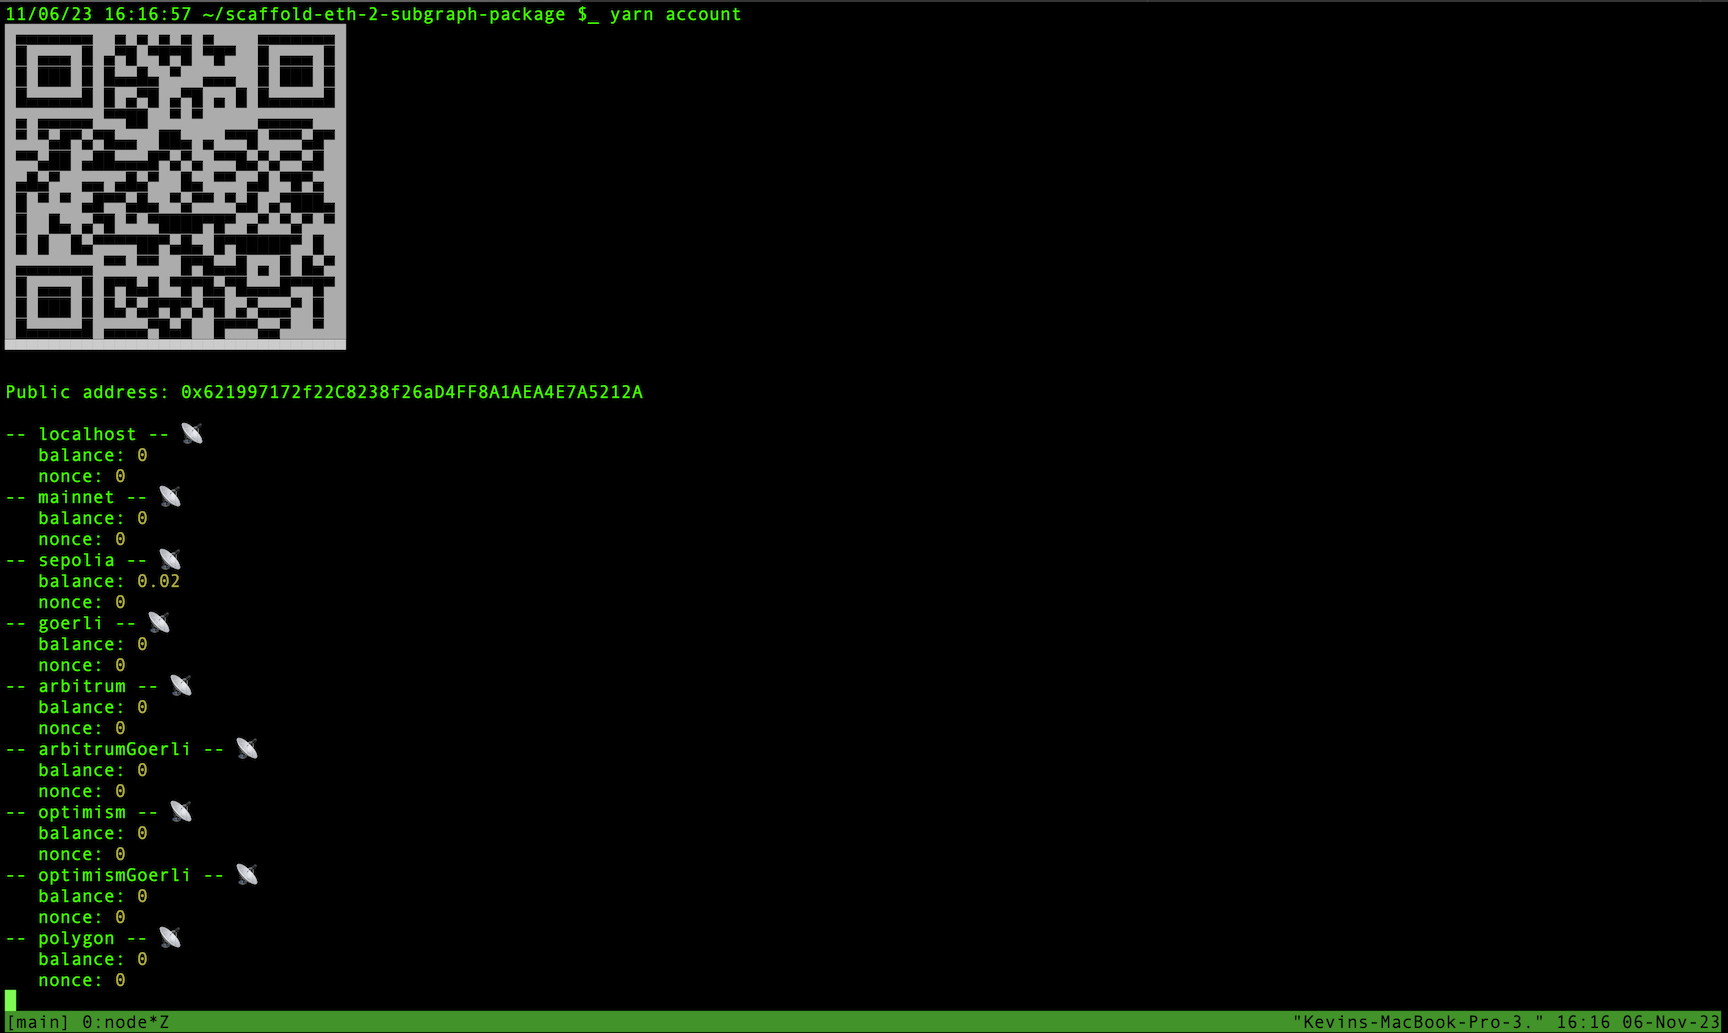 11/06/23 16:16:57 ~/scaffold-eth-2-subgraph-package $_ yarn account
Public address: 0x621997172f22C8238f26aD4FF8A1AEA4E7A5212A
-- localhost --
balance: 0
nonce: 0
-- mainnet --
balance: 0
nonce: 0
-- sepolia --
balance: 0.02
nonce: 0
-- goerli --
balance: 0
nonce: 0
-- arbitrum --
balance: 0
nonce: 0
-- arbitrumGoerli --
balance: 0
nonce: 0
-- optimism --
balance: 0
nonce: 0
-- optimismGoerli --
balance: 0
nonce: 0
-- polygon --
balance: 0
nonce: 0
[main] 0:node*Z "Kevins-MacBook-Pro-3." 16:16 06-Nov-23